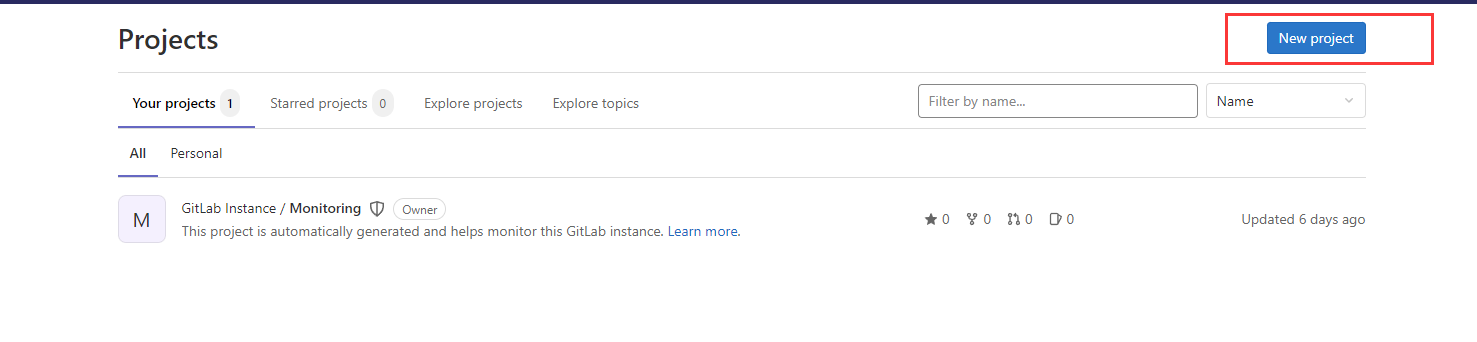 Projects
New project
Your projects 1 Starred projects 0 Explore projects Explore topics
Filter by name... Name
All Personal
M
GitLab Instance / Monitoring Owner
This project is automatically generated and helps monitor this GitLab instance. Learn more.
0 0 0 0
Updated 6 days ago